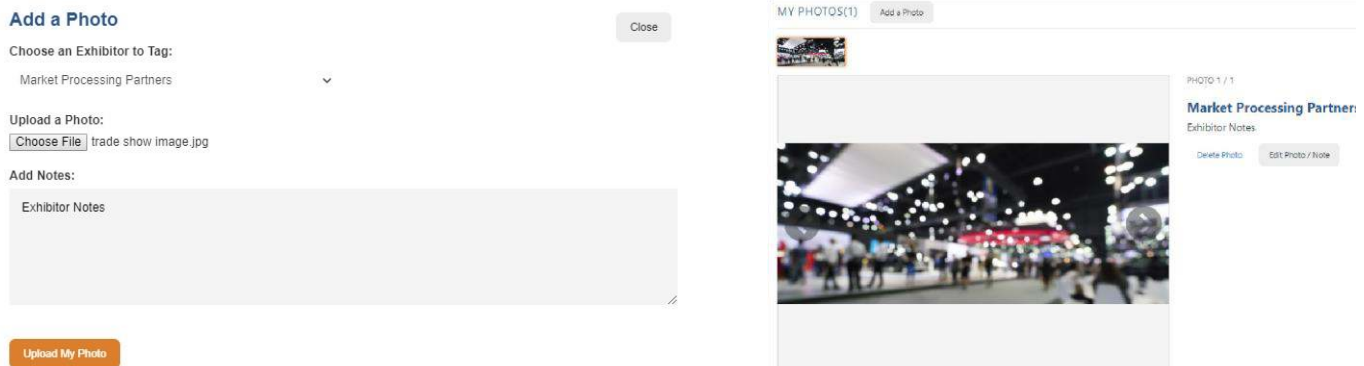 Add a Photo
Close
Choose an Exhibitor to Tag:
Market Processing Partners
Upload a Photo:
Choose File trade show image.jpg
Add Notes:
Exhibitor Notes
Upload My Photo
MY PHOTOS(1) Add a Photo
PHOTO 1 / 1
Market Processing Partners
Exhibitor Notes
Delete Photo Edit Photo / Note